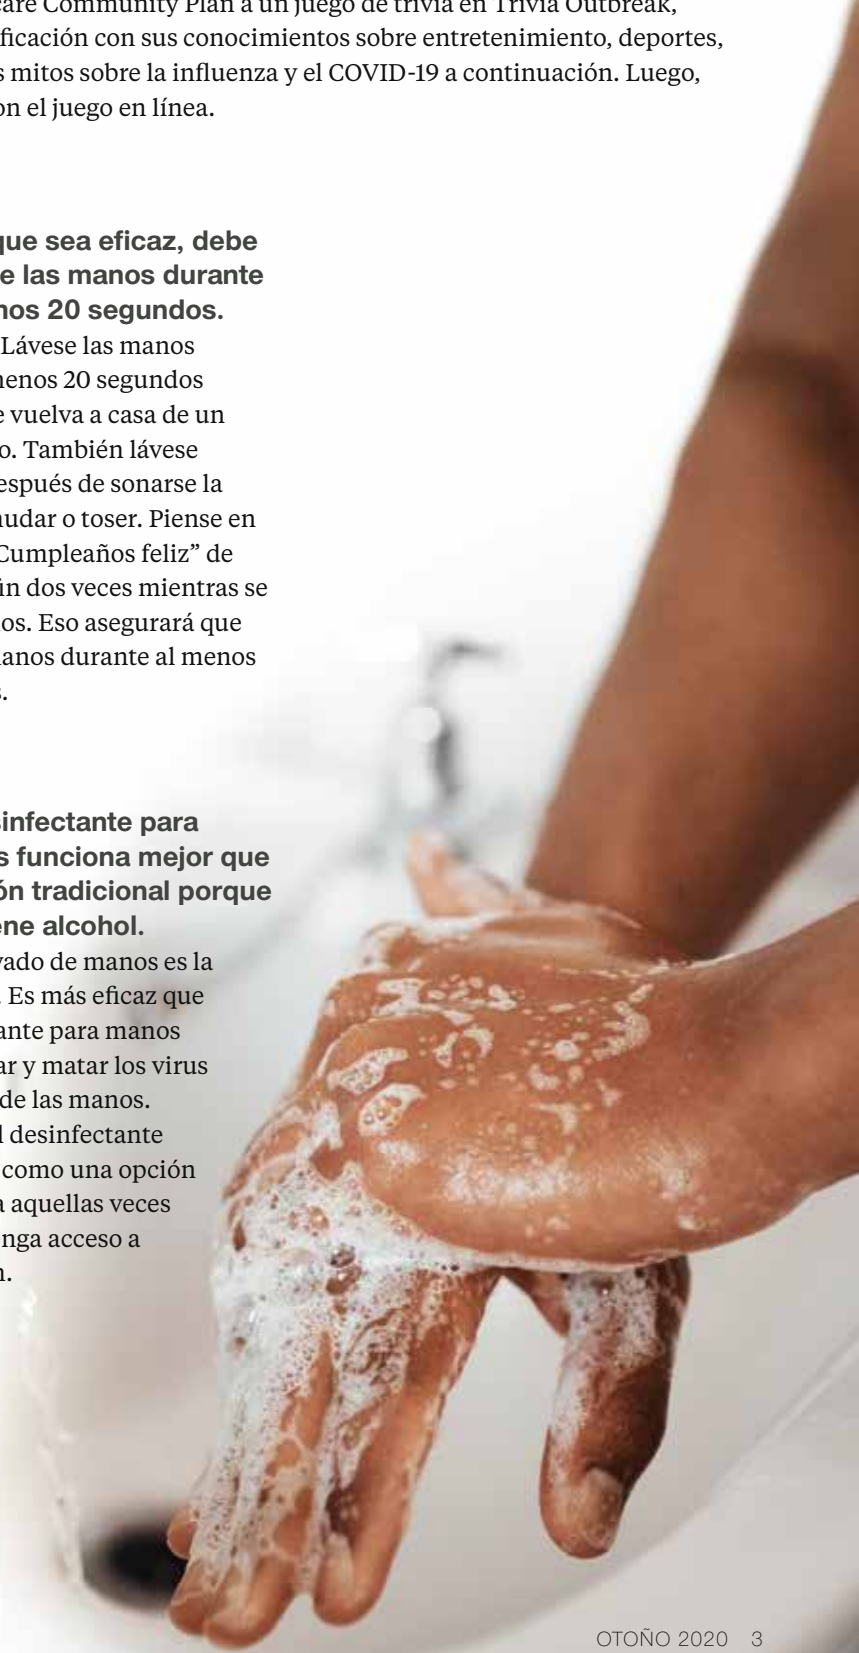 care Community Plan a un juego de trivia en Trivia Outbreak,
ficación con sus conocimientos sobre entretenimiento, deportes,
s mitos sobre la influenza y el COVID-19 a continuación. Luego,
on el juego en línea.
que sea eficaz, debe
e las manos durante
nos 20 segundos.
Lávese las manos
menos 20 segundos
e vuelva a casa de un
o. También lávese
espués de sonarse la
nudar o toser. Piense en
Cumpleaños feliz” de
in dos veces mientras se
os. Eso asegurará que
nanos durante al menos
s.
sinfectante para
s funciona mejor que
ón tradicional porque
ene alcohol.
vado de manos es la
. Es más eficaz que
ante para manos
ar y matar los virus
de las manos.
l desinfectante
como una opción
a aquellas veces
enga acceso a
n.
OTOÑO 2020 3